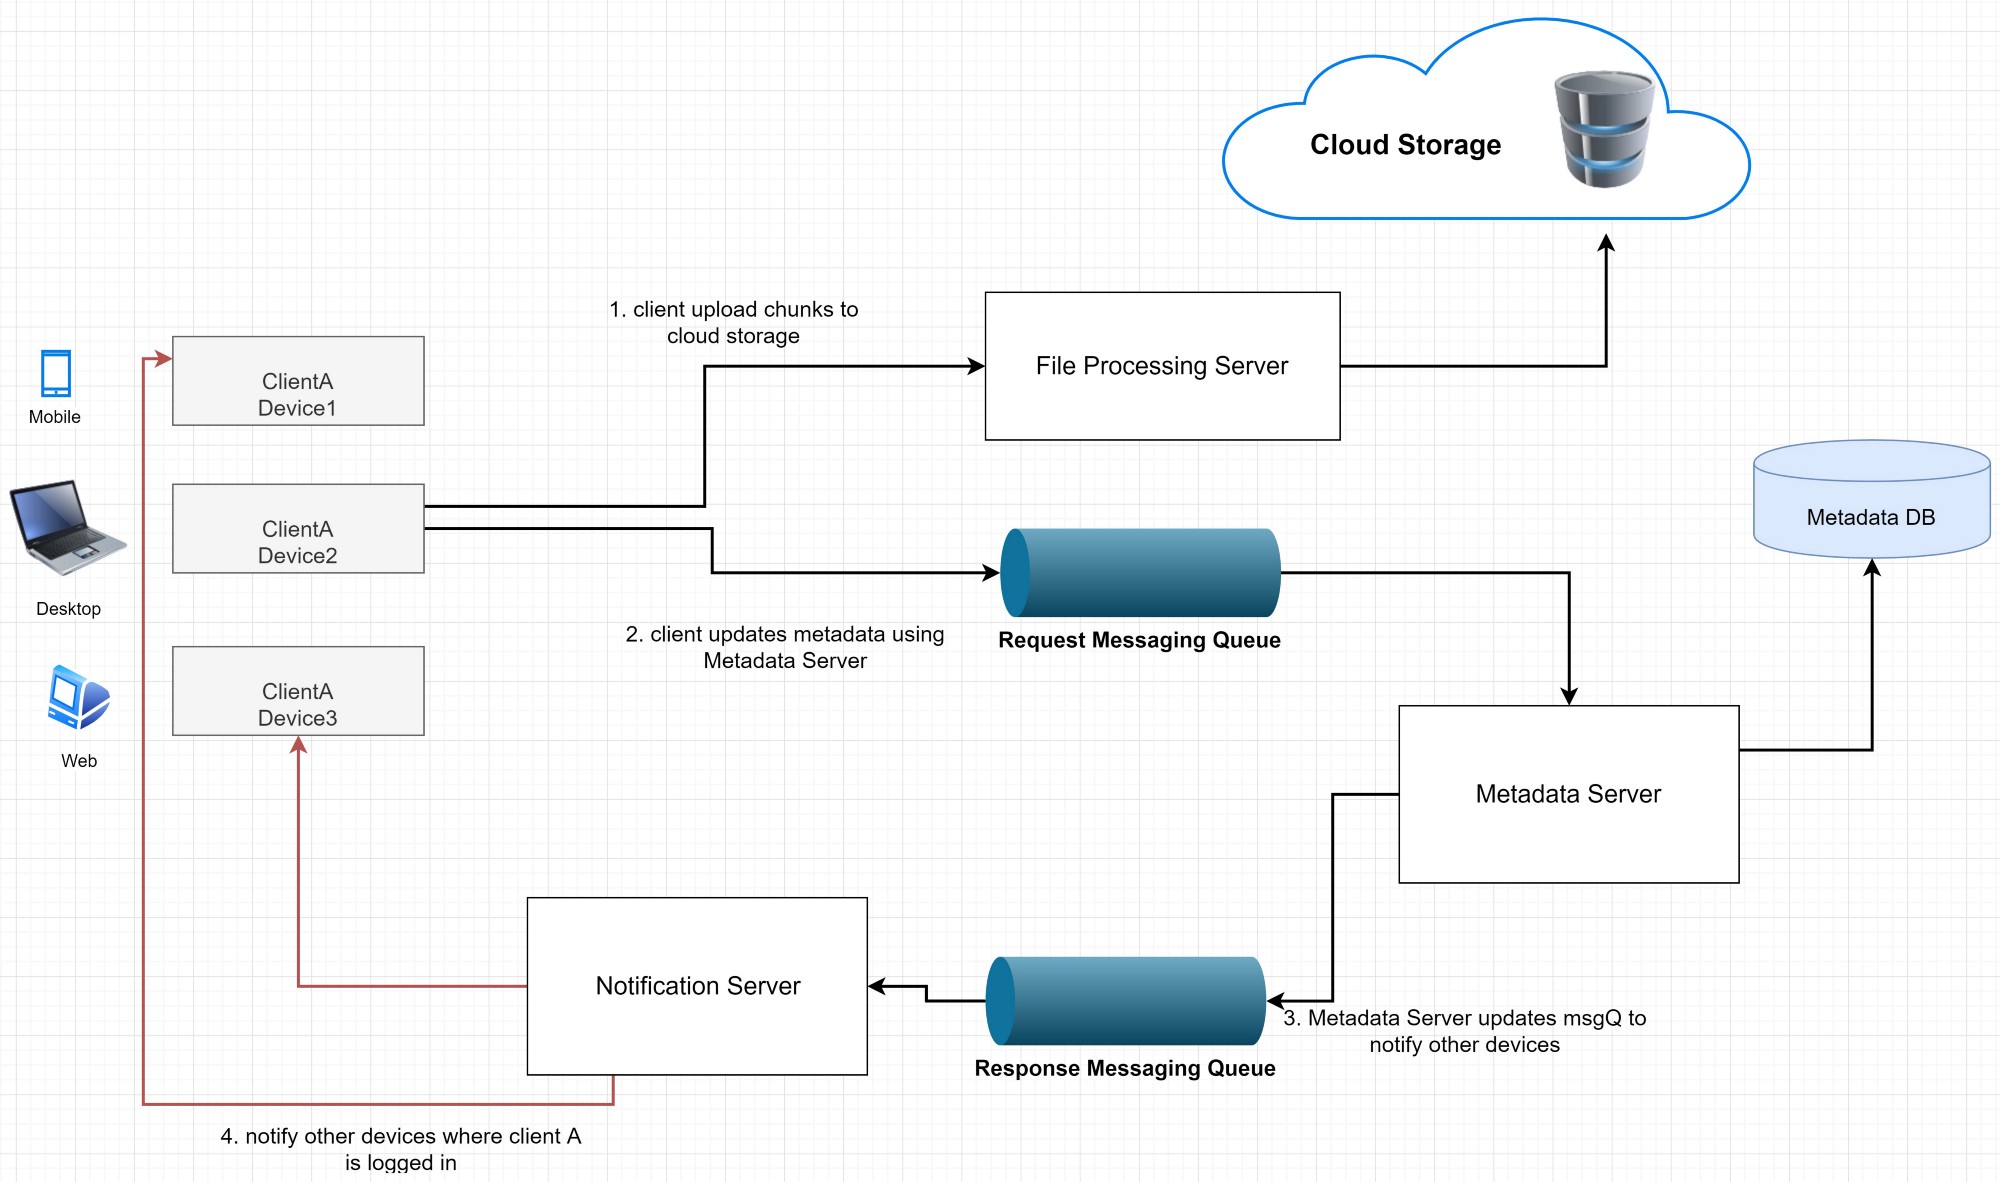 Cloud Storage
1. client upload chunks to
cloud storage
File Processing Server
Mobile
ClientA
Device1
Desktop
ClientA
Device2
Metadata DB
Request Messaging Queue
2. client updates metadata using
Metadata Server
Web
ClientA
Device3
Metadata Server
Notification Server
3. Metadata Server updates msgQ to
notify other devices
Response Messaging Queue
4. notify other devices where client A
is logged in